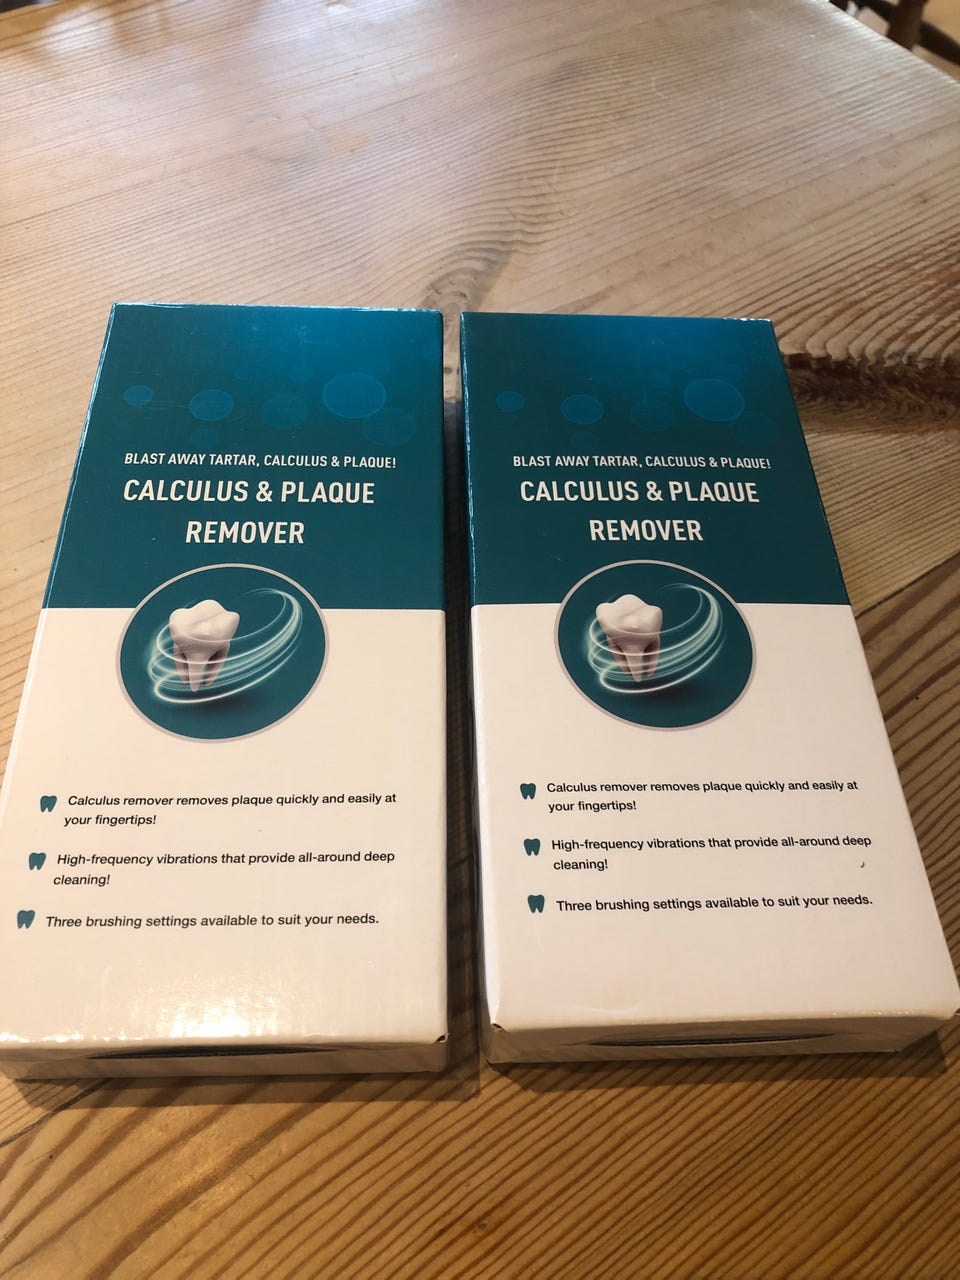 BLAST AWAY TARTAR, CALCULUS & PLAQUE!
CALCULUS & PLAQUE
REMOVER
Calculus remover removes plaque quickly and easily at
your fingertips!
High-frequency vibrations that provide all-around deep
cleaning!
Three brushing settings available to suit your needs.
BLAST AWAY TARTAR, CALCULUS & PLAQUE!
CALCULUS & PLAQUE
REMOVER
Calculus remover removes plaque quickly and easily at
your fingertips!
High-frequency vibrations that provide all-around deep
cleaning!
Three brushing settings available to suit your needs.